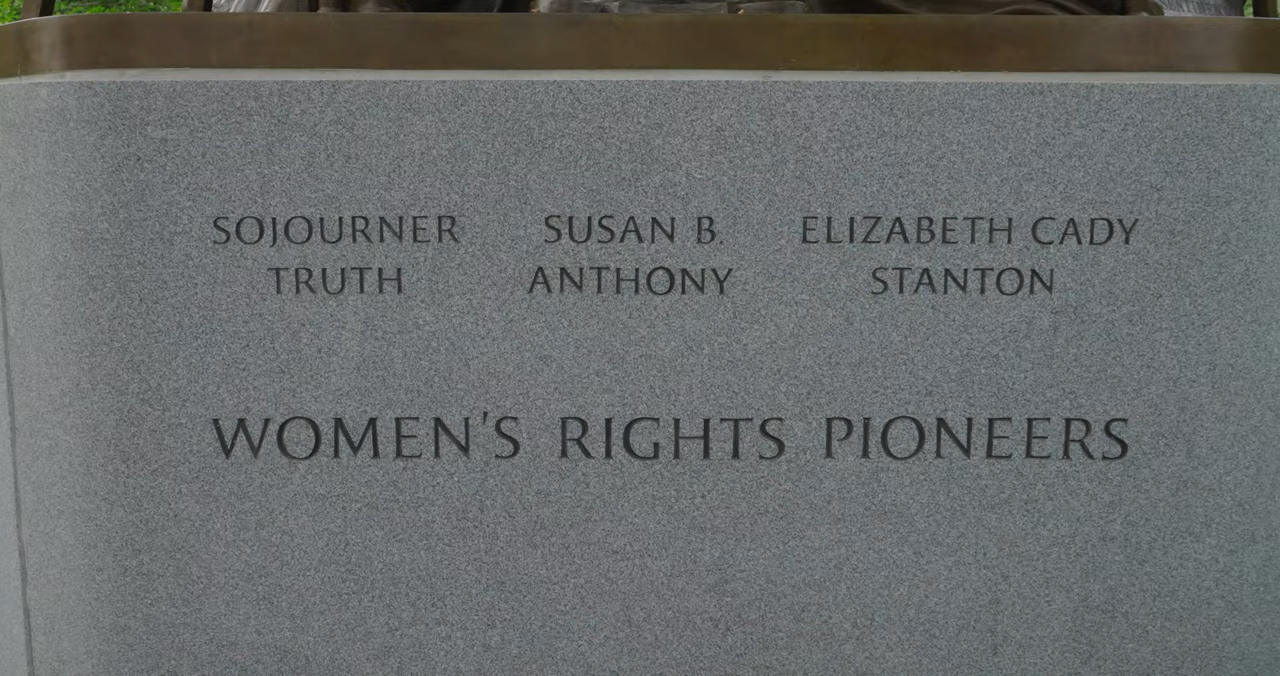 SOJOURNER SUSAN B. ELIZABETH CADY
TRUTH ANTHONY STANTON
WOMEN'S RIGHTS PIONEERS